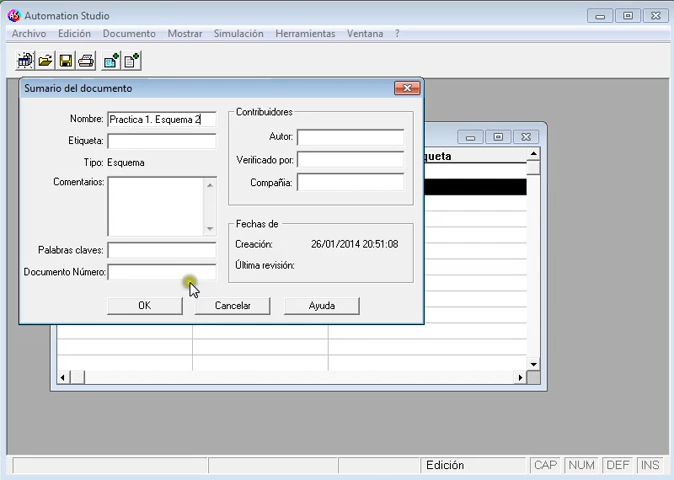 Automation Studio
Archivo Edición Documento Mostrar Simulación Herramientas Ventana ?
Sumario del documento
Nombre: Practica 1. Esquema 2
Etiqueta:
Tipo: Esquema
Comentarios:
Palabras claves:
Documento Número:
Contribuidores
Autor:
Verificado por:
Compañia:
Fechas de
Creación: 26/01/2014 20:51:08
Última revisión:
OK Cancelar Ayuda
queta
Edición CAP NUM DEF INS